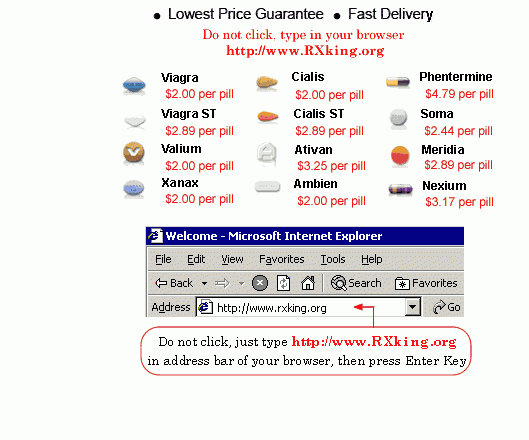 • Lowest Price Guarantee • Fast Delivery
Do not click, type in your browser
http://www.RXking.org
Viagra Cialis Phentermine
$2.00 per pill $2.00 per pill $4.79 per pill
Viagra ST Cialis ST Soma
$2.89 per pill $2.89 per pill $2.44 per pill
Valium Ativan Meridia
$2.00 per pill $3.25 per pill $2.89 per pill
Xanax Ambien Nexium
$2.00 per pill $2.00 per pill $3.17 per pill
Welcome - Microsoft Internet Explorer
File Edit View Favorites Tools Help
Back Search Favorites
Address http://www.rxking.org Go
Do not click, just type http://www.RXking.org
in address bar of your browser, then press Enter Key